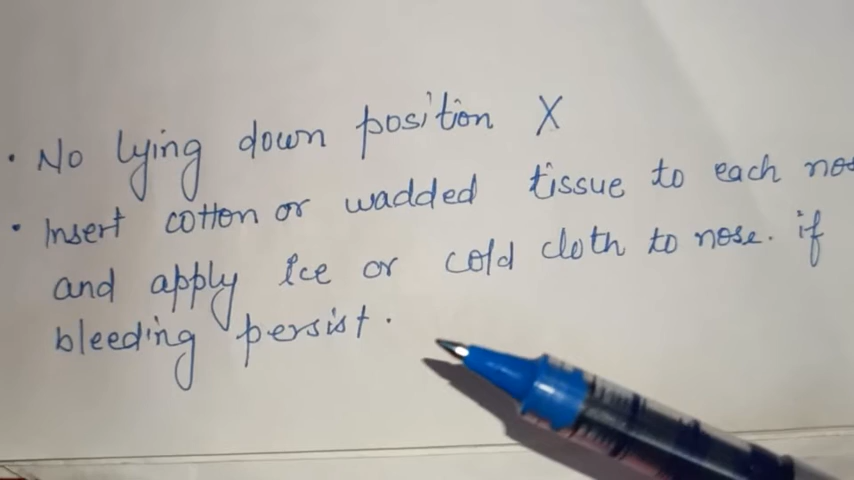 • No lying down position X
• Insert cotton or wadded tissue to each nos
and apply Ice or cold cloth to nose. if
bleeding persist.